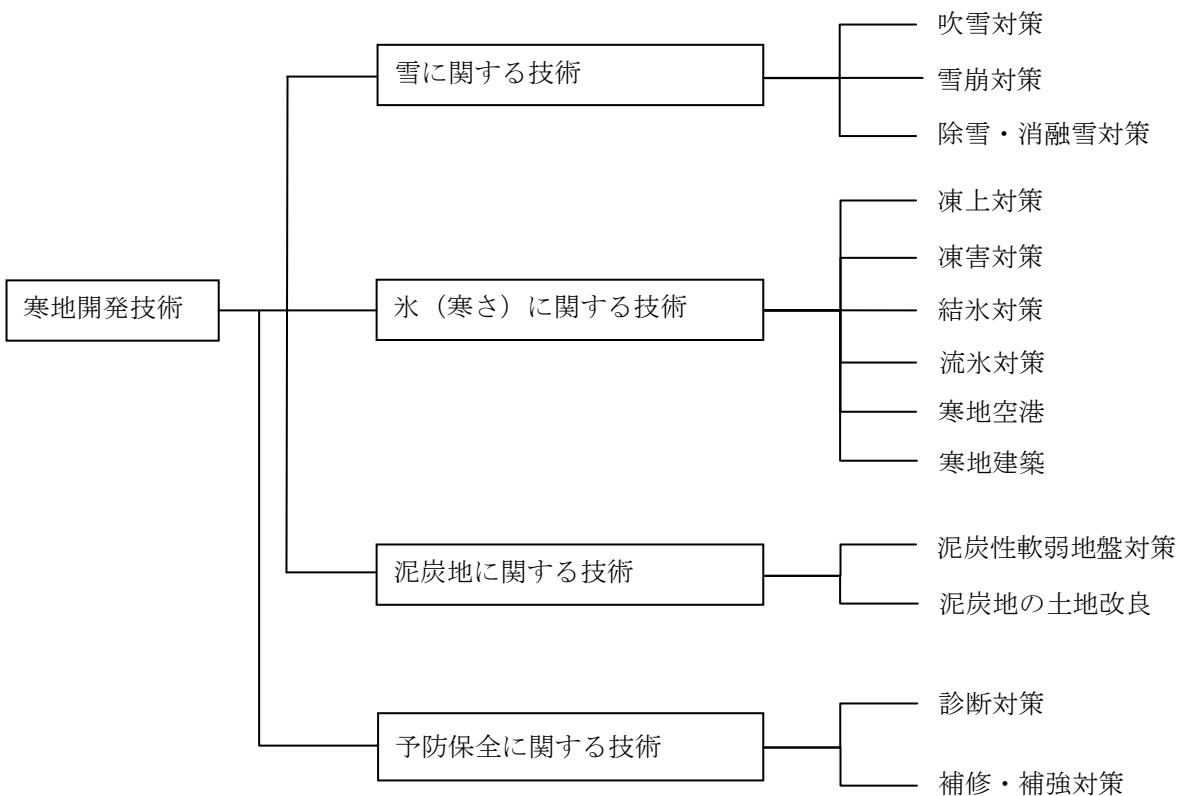 寒地開発技術
雪に関する技術
吹雪対策
雪崩対策
除雪・消融雪対策
氷（寒さ）に関する技術
凍上対策
凍害対策
結氷対策
流氷対策
寒地空港
寒地建築
泥炭地に関する技術
泥炭性軟弱地盤対策
泥炭地の土地改良
予防保全に関する技術
診断対策
補修・補強対策